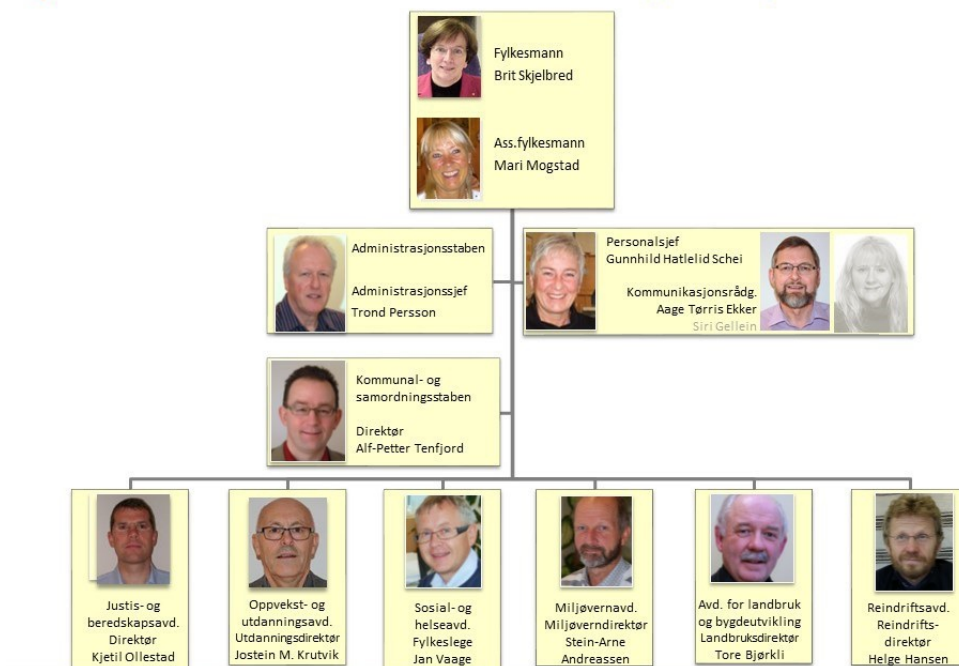 Fylkesmann
Brit Skjelbred
Ass.fylkesmann
Mari Mogstad
Administrasjonsstaben
Administrasjonssjef
Trond Persson
Personalsjef
Gunnhild Hatlelid Schei
Kommunikasjonsrådg.
Aage Tørris Ekker
Siri Gellein
Kommunal- og
samordningsstaben
Direktør
Alf-Petter Tenfjord
Justis- og
beredskapsavd.
Direktør
Kjetil Ollestad
Oppvekst- og
utdanningsavd.
Utdanningsdirektør
Jostein M. Krutvik
Sosial- og
helseavd.
Fylkeslege
Jan Vaage
Miljøvernavd.
Miljøverndirektør
Stein-Arne
Andreassen
Avd. for landbruk
og bygdeutvikling
Landbruksdirektør
Tore Bjørkli
Reindriftsavd.
Reindrifts-
direktør
Helge Hansen